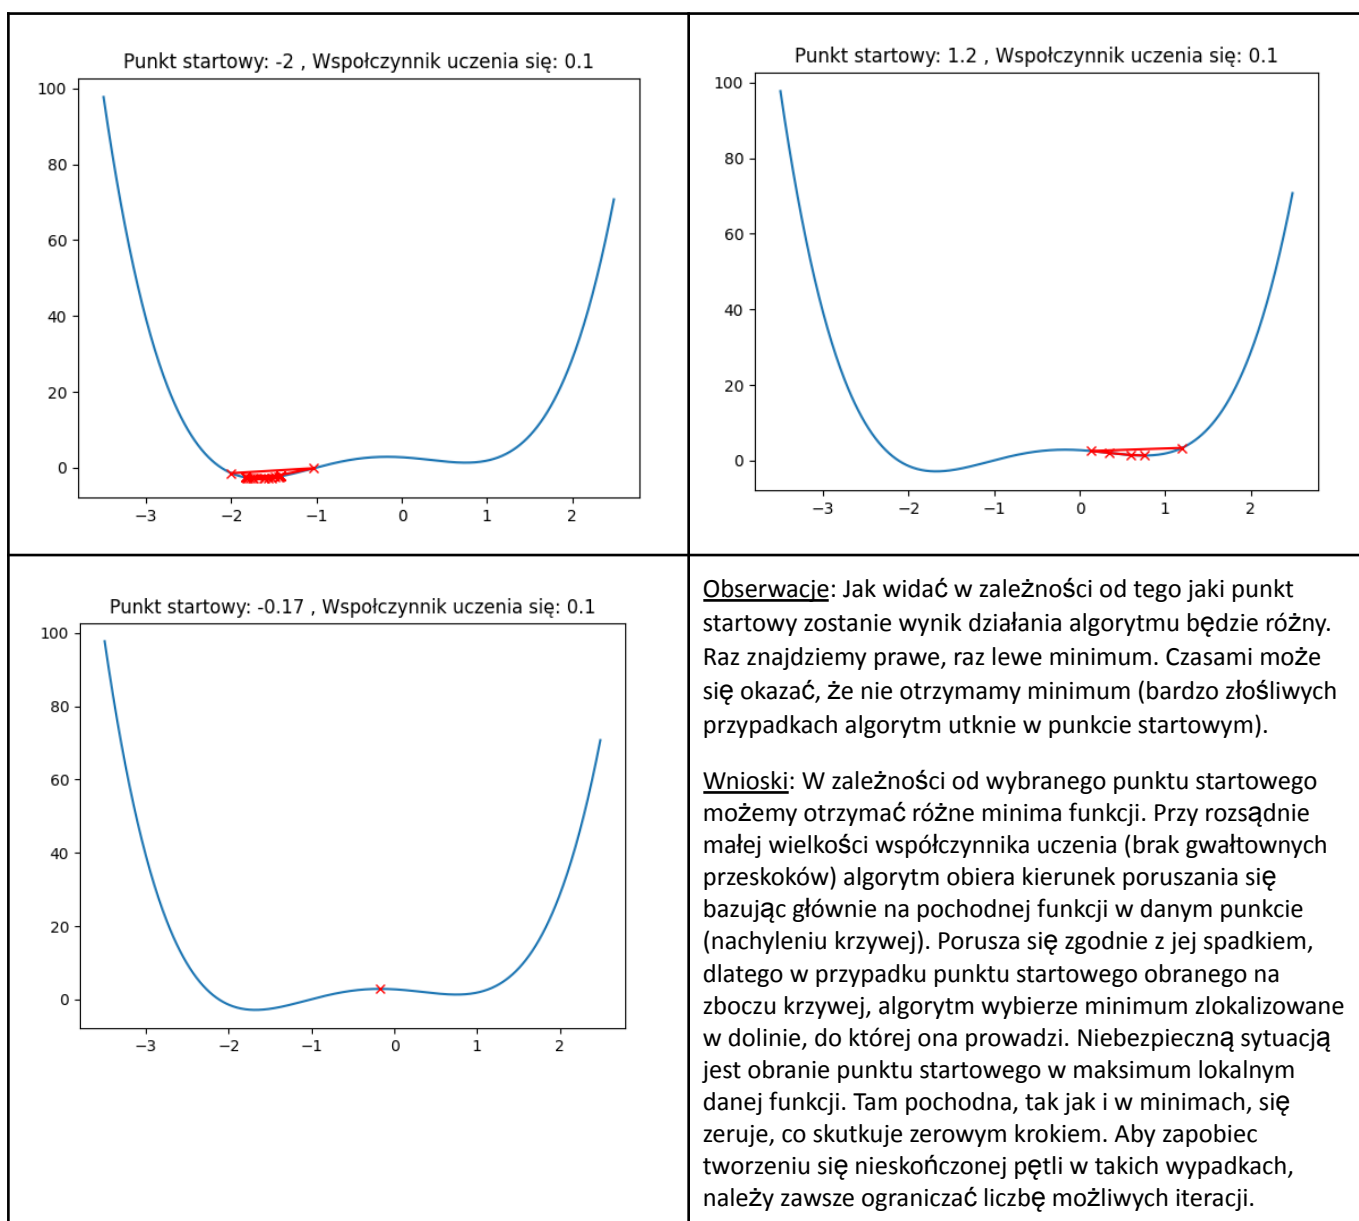 Punkt startowy: -2 , Wspołczynnik uczenia się: 0.1
100
80
60
40
20
0
−3
−2
−1
0
1
2
Punkt startowy: 1.2 , Wspołczynnik uczenia się: 0.1
100
80
60
40
20
0
−3
−2
−1
0
1
2
Punkt startowy: -0.17 , Wspołczynnik uczenia się: 0.1
100
80
60
40
20
0
−3
−2
−1
0
1
2
Obserwacje: Jak widać w zależności od tego jaki punkt
startowy zostanie wynik działania algorytmu będzie różny.
Raz znajdziemy prawe, raz lewe minimum. Czasami może
się okazać, że nie otrzymamy minimum (bardzo złośliwych
przypadkach algorytm utknie w punkcie startowym).
Wnioski: W zależności od wybranego punktu startowego
możemy otrzymać różne minima funkcji. Przy rozsądnie
małej wielkości współczynnika uczenia (brak gwałtownych
przeskoków) algorytm obiera kierunek poruszania się
bazując głównie na pochodnej funkcji w danym punkcie
(nachyleniu krzywej). Porusza się zgodnie z jej spadkiem,
dlatego w przypadku punktu startowego obranego na
zboczu krzywej, algorytm wybierze minimum zlokalizowane
w dolinie, do której ona prowadzi. Niebezpieczną sytuacją
jest obranie punktu startowego w maksimum lokalnym
danej funkcji. Tam pochodna, tak jak i w minimach, się
zeruje, co skutkuje zerowym krokiem. Aby zapobiec
tworzeniu się nieskończonej pętli w takich wypadkach,
należy zawsze ograniczać liczbę możliwych iteracji.